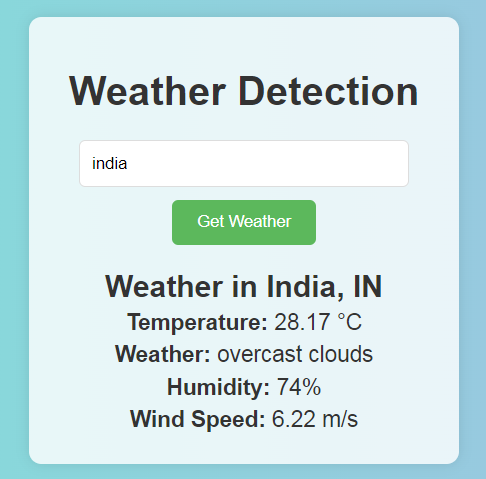 Weather Detection
india
Get Weather
Weather in India, IN
Temperature: 28.17 °C
Weather: overcast clouds
Humidity: 74%
Wind Speed: 6.22 m/s